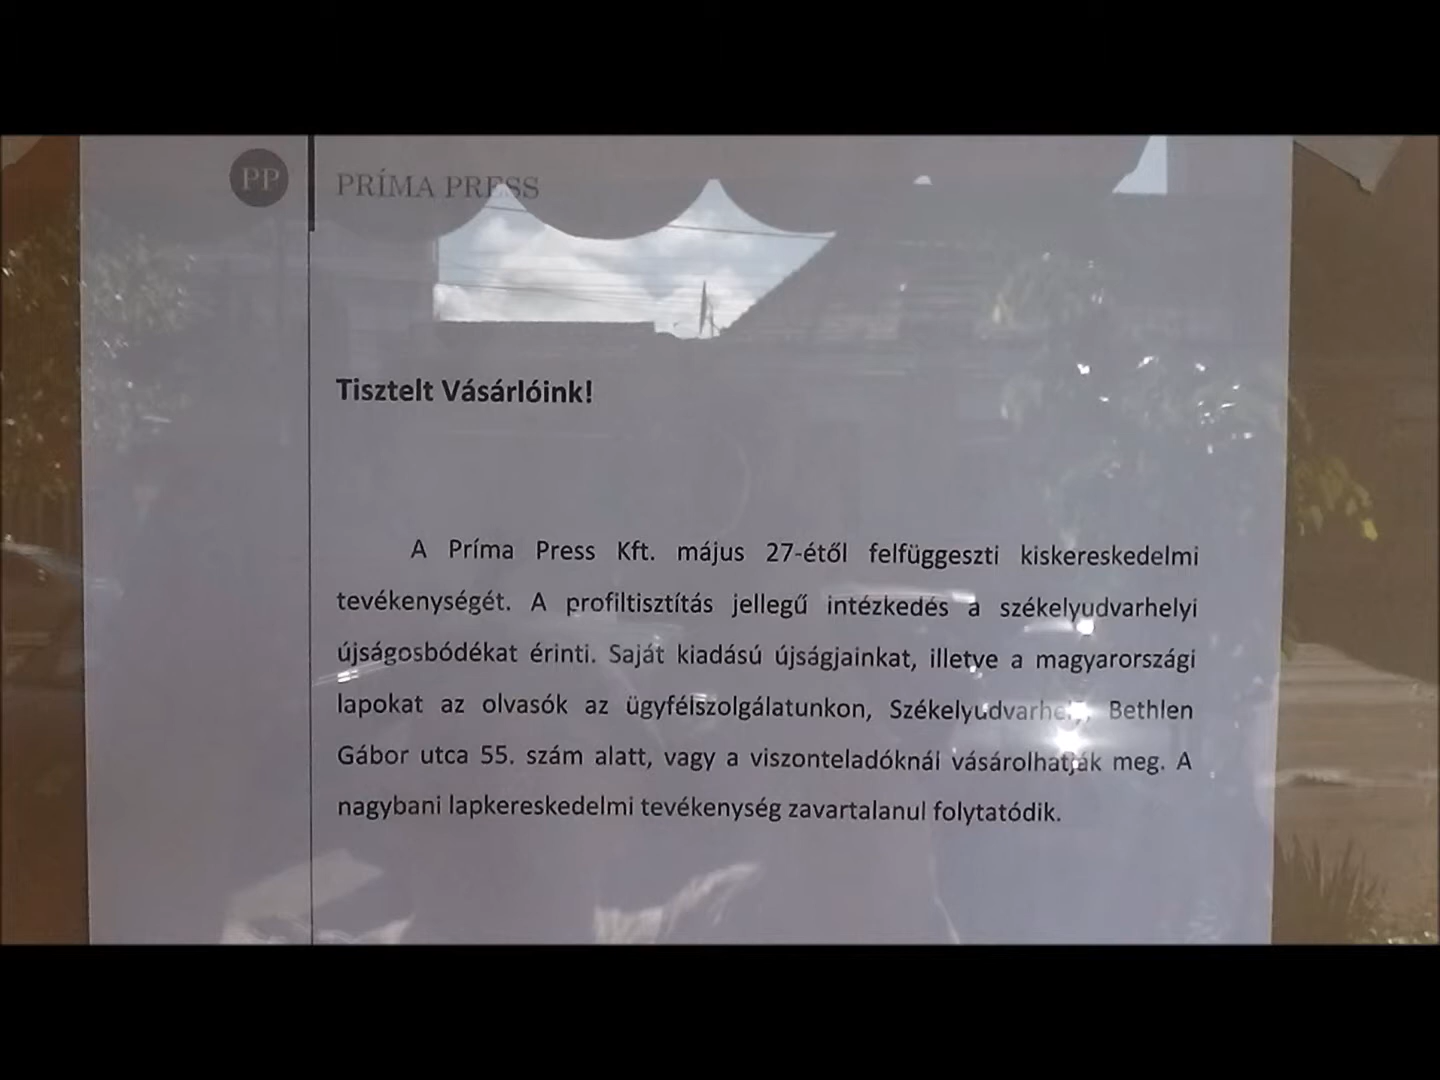 PP
PRÍMA PRESS
Tisztelt Vásárlóink!
A Príma Press Kft. május 27-étől felfüggeszti kiskereskedelmi
tevékenységét. A profiltisztítás jellegű intézkedés a székelyudvarhelyi
újságosbódékat érinti. Saját kiadású újságjainkat, illetve a magyarországi
lapokat az olvasók az ügyfélszolgálatunkon, Székelyudvarhely, Bethlen
Gábor utca 55. szám alatt, vagy a viszonteladóknál vásárolhatják meg. A
nagybani lapkereskedelmi tevékenység zavartalanul folytatódik.